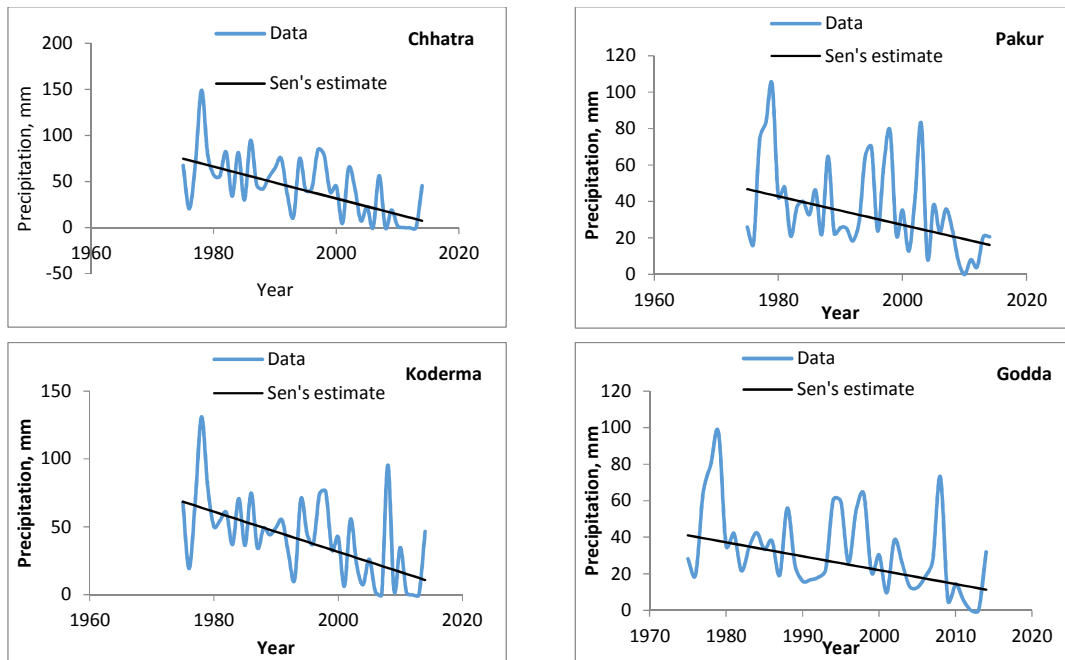 Data
Chhatra
Sen's estimate
200
150
100
50
0
-50
1960
1980
2000
2020
Precipitation, mm
Year
Data
Pakur
Sen's estimate
120
100
80
60
40
20
0
1960
1980
2000
2020
Precipitation, mm
Year
Data
Koderma
Sen's estimate
150
100
50
0
1960
1980
2000
2020
Precipitation, mm
Year
Data
Godda
Sen's estimate
120
100
80
60
40
20
0
1970
1980
1990
2000
2010
2020
Precipitation, mm
Year